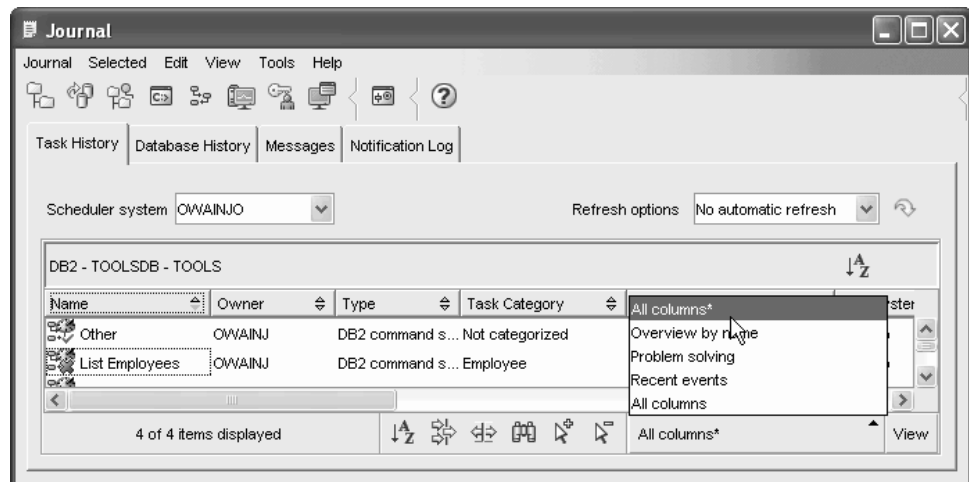 Journal
Journal Selected Edit View Tools Help
Task History Database History Messages Notification Log
Scheduler system OWAINJO Refresh options No automatic refresh
DB2 - TOOLSDB - TOOLS
Name Owner Type Task Category
Other OWAINJ DB2 command s... Not categorized
List Employees OWAINJ DB2 command s... Employee
All columns*
Overview by name
Problem solving
Recent events
All columns
4 of 4 items displayed All columns* View